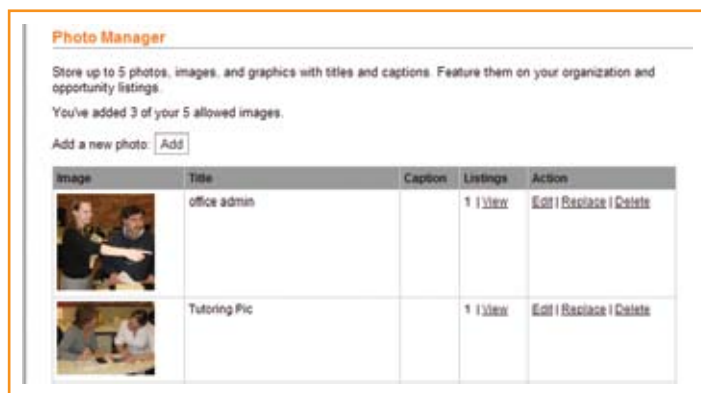 Photo Manager
Store up to 5 photos, images, and graphics with titles and captions. Feature them on your organization and
opportunity listings.
You've added 3 of your 5 allowed images.
Add a new photo: Add
Image Title Caption Listings Action
office admin 1 | View Edit | Replace | Delete
Tutoring Pic 1 | View Edit | Replace | Delete